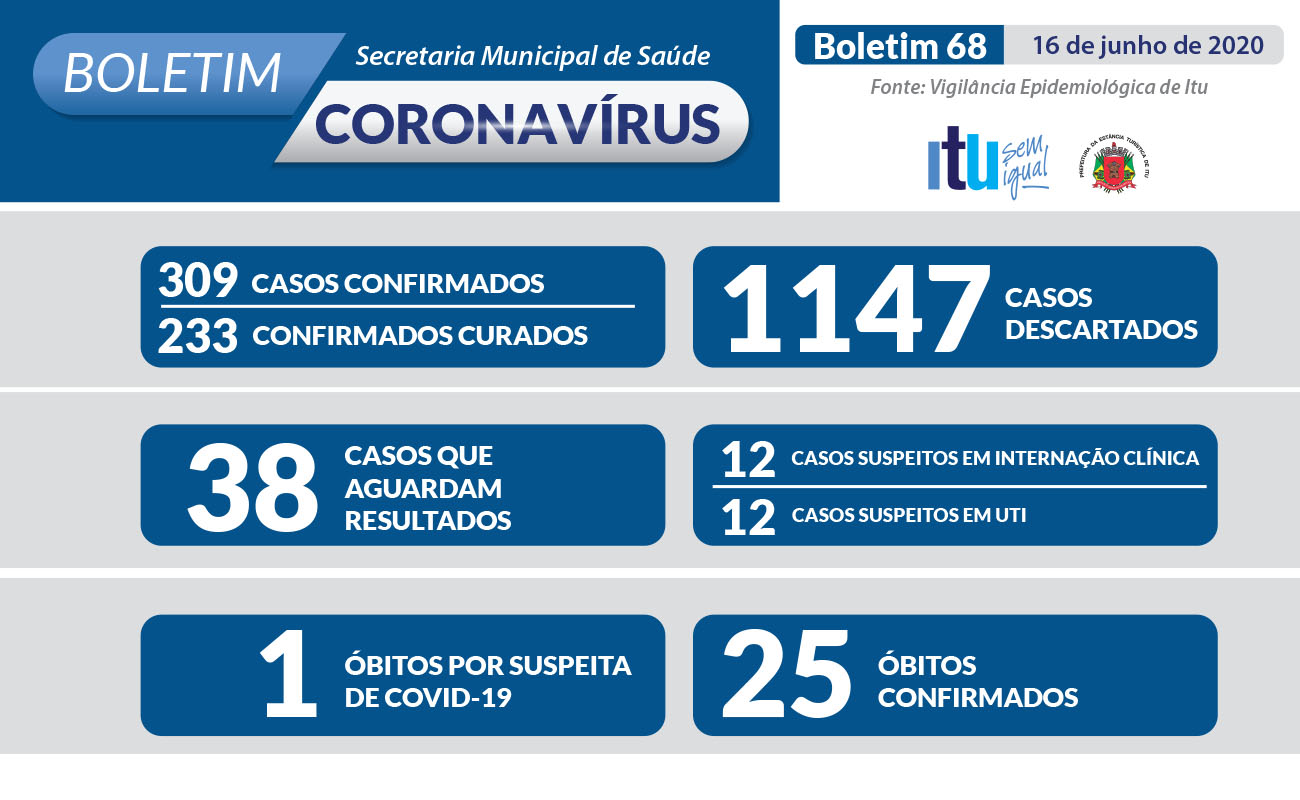 BOLETIM
Secretaria Municipal de Saúde
CORONAVÍRUS
Boletim 68
16 de junho de 2020
Fonte: Vigilância Epidemiológica de Itu
itu
sem
igual
PREFEITURA DA ESTÂNCIA TURÍSTICA DE ITU
309 CASOS CONFIRMADOS
233 CONFIRMADOS CURADOS
1147 CASOS
DESCARTADOS
38 CASOS QUE
AGUARDAM
RESULTADOS
12 CASOS SUSPEITOS EM INTERNAÇÃO CLÍNICA
12 CASOS SUSPEITOS EM UTI
1 ÓBITOS POR SUSPEITA
DE COVID-19
25 ÓBITOS
CONFIRMADOS